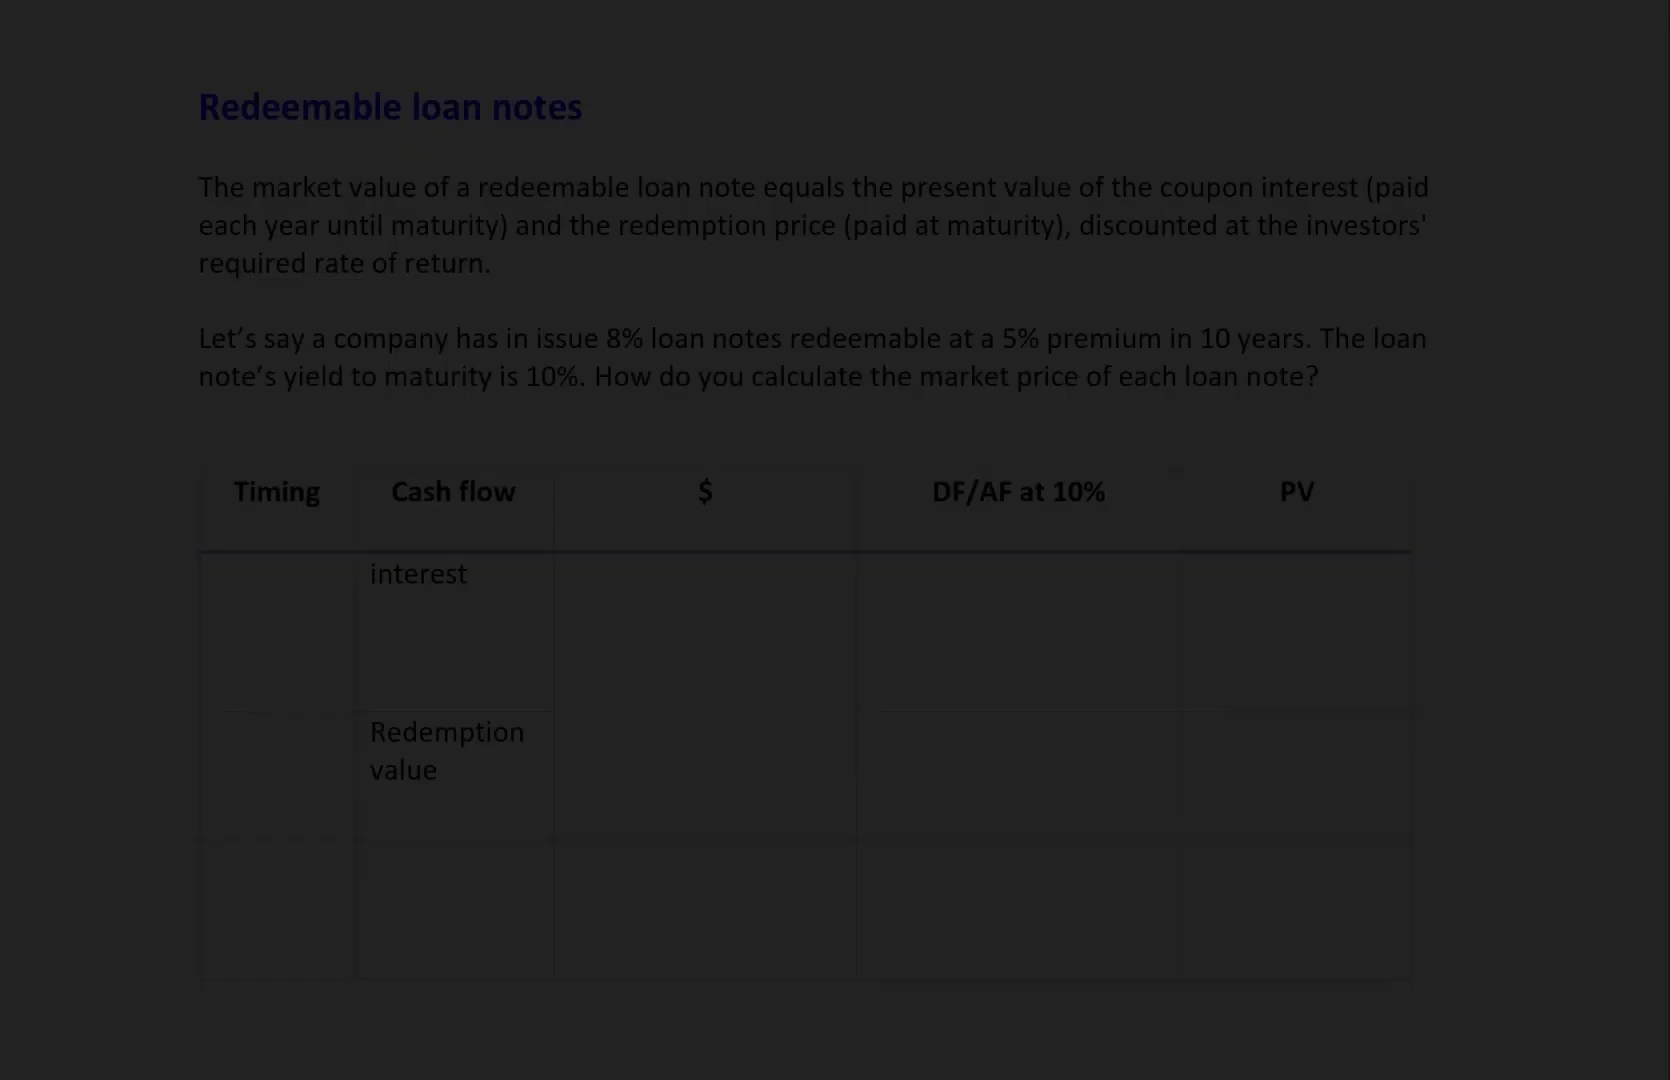 Redeemable loan notes
The market value of a redeemable loan note equals the present value of the coupon interest (paid
each year until maturity) and the redemption price (paid at maturity), discounted at the investors'
required rate of return.
Let’s say a company has in issue 8% loan notes redeemable at a 5% premium in 10 years. The loan
note’s yield to maturity is 10%. How do you calculate the market price of each loan note?
Timing Cash flow $ DF/AF at 10% PV
interest
Redemption
value